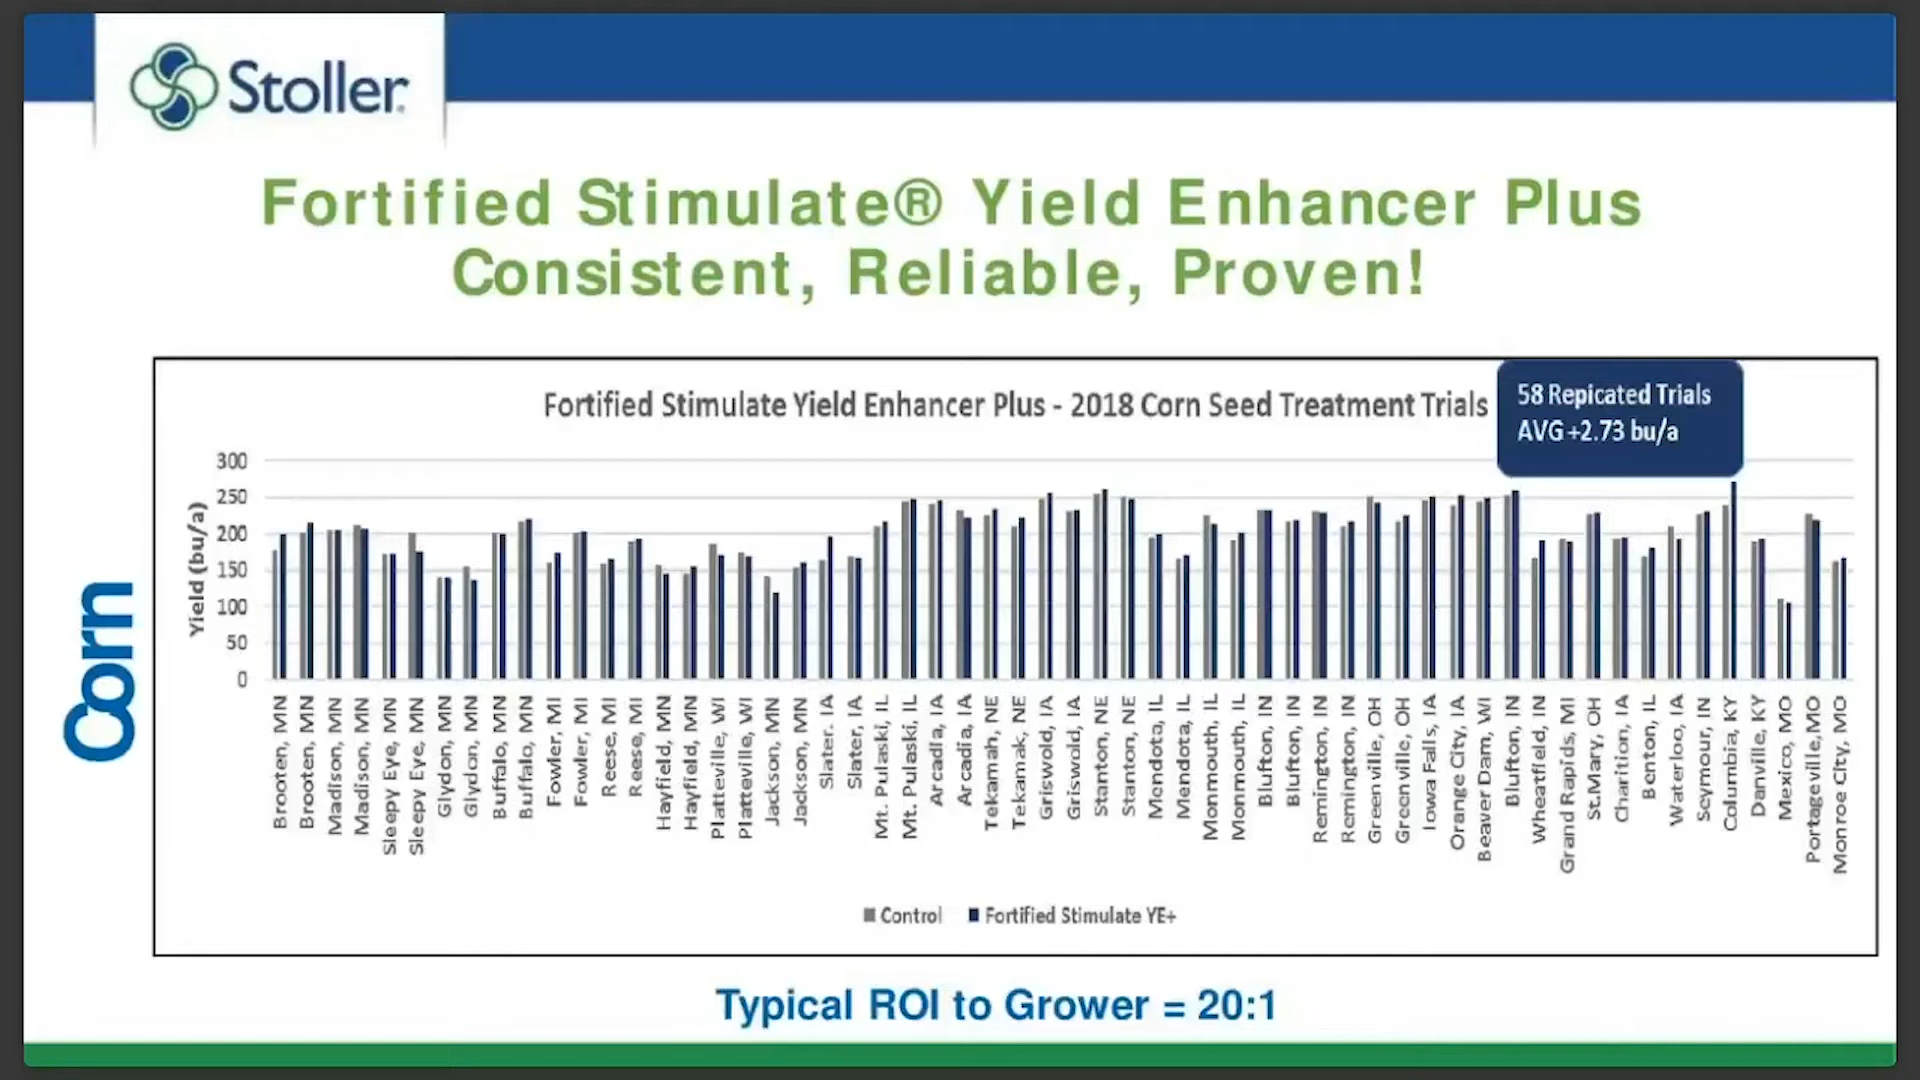 Stoller
Fortified Stimulate® Yield Enhancer Plus
Consistent, Reliable, Proven!
Corn
Fortified Stimulate Yield Enhancer Plus - 2018 Corn Seed Treatment Trials
58 Repicated Trials
AVG +2.73 bu/a
Yield (bu/a)
300
250
200
150
100
50
0
Brooten, MN
Brooten, MN
Madison, MN
Madison, MN
Sleepy Eye, MN
Sleepy Eye, MN
Glydon, MN
Glydon, MN
Buffalo, MN
Buffalo, MN
Fowler, MI
Fowler, MI
Reese, MI
Reese, MI
Hayfield, MN
Hayfield, MN
Platteville, WI
Platteville, WI
Jackson, MN
Jackson, MN
Slater. IA
Slater, IA
Mt. Pulaski, IL
Mt. Pulaski, IL
Arcadia, IA
Arcadia, IA
Tekamah, NE
Tekamak, NE
Griswold, IA
Griswold, IA
Stanton, NE
Stanton, NE
Mendota, IL
Mendota, IL
Monmouth, IL
Monmouth, IL
Blufton, IN
Blufton, IN
Remington, IN
Remington, IN
Greenville, OH
Greenville, OH
Iowa Falls, IA
Orange City, IA
Beaver Dam, WI
Blufton, IN
Wheatfield, IN
Grand Rapids, MI
St.Mary, OH
Charition, IA
Benton, IL
Waterloo, IA
Seymour, IN
Columbia, KY
Danville, KY
Mexico, MO
Portageville,MO
Monroe City, MO
Control
Fortified Stimulate YE+
Typical ROI to Grower = 20:1